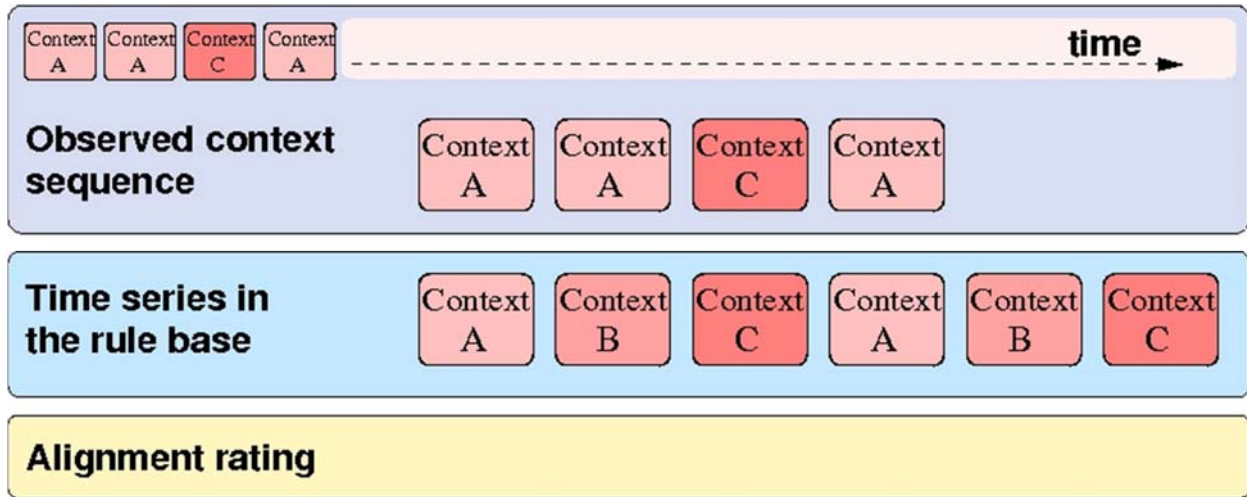 Context Context Context Context
A A C A
time
Observed context
sequence
Context Context Context Context
A A C A
Time series in
the rule base
Context Context Context Context Context Context
A B C A B C
Alignment rating